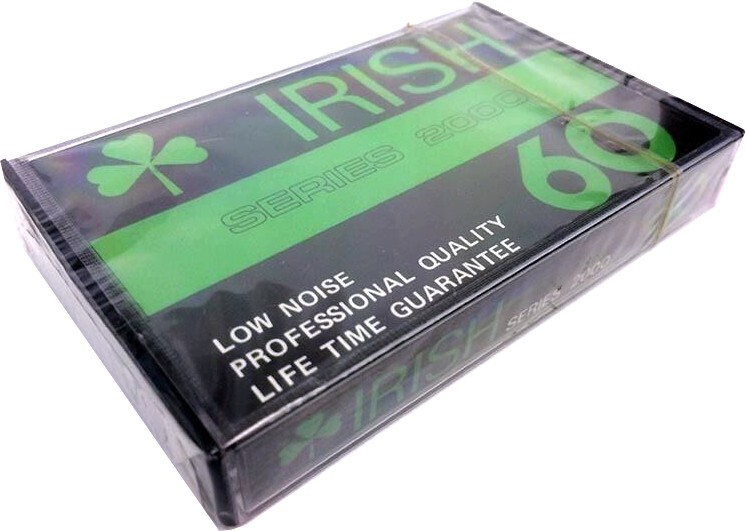 IRISH
SERIES 2000
60
LOW NOISE
PROFESSIONAL QUALITY
LIFE TIME GUARANTEE
IRISH SERIES 2000